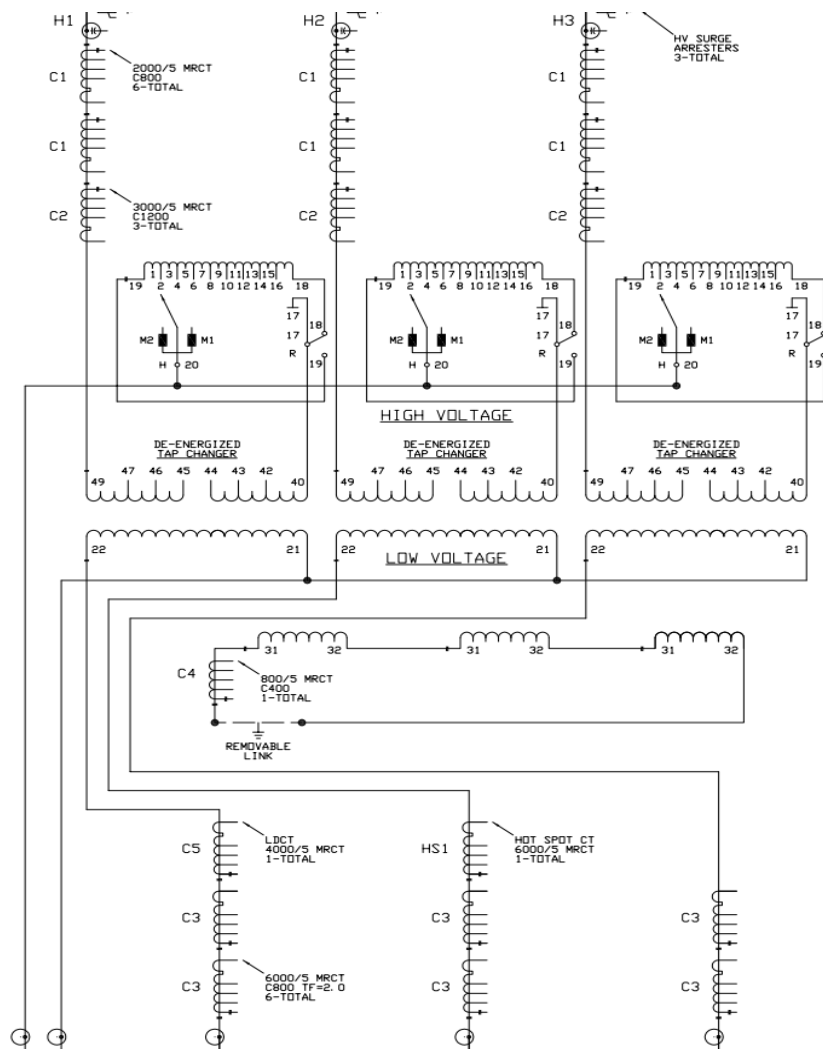 H1
H2
H3
HV SURGE
ARRESTERS
3-TOTAL
C1
2000/5 MRCT
C800
6-TOTAL
C1
C1
C1
C1
C1
C2
3000/5 MRCT
C1200
3-TOTAL
C2
C2
1 3 5 7 9 11 13 15
19 2 4 6 8 10 12 14 16 18
17
18
M2 M1 17
R
H 20 19
1 3 5 7 9 11 13 15
19 2 4 6 8 10 12 14 16 18
17
18
M2 M1 17
R
H 20 19
1 3 5 7 9 11 13 15
19 2 4 6 8 10 12 14 16 18
17
18
M2 M1 17
R
H 20 19
HIGH VOLTAGE
DE-ENERGIZED
TAP CHANGER
49 47 46 45 44 43 42 40
DE-ENERGIZED
TAP CHANGER
49 47 46 45 44 43 42 40
DE-ENERGIZED
TAP CHANGER
49 47 46 45 44 43 42 40
22 21
22 21
22 21
LOW VOLTAGE
31 32
31 32
31 32
C4
800/5 MRCT
C400
1-TOTAL
REMOVABLE
LINK
C5
LDCT
4000/5 MRCT
1-TOTAL
HS1
HOT SPOT CT
6000/5 MRCT
1-TOTAL
C3
C3
C3
C3
6000/5 MRCT
C800 TF=2.0
6-TOTAL
C3
C3